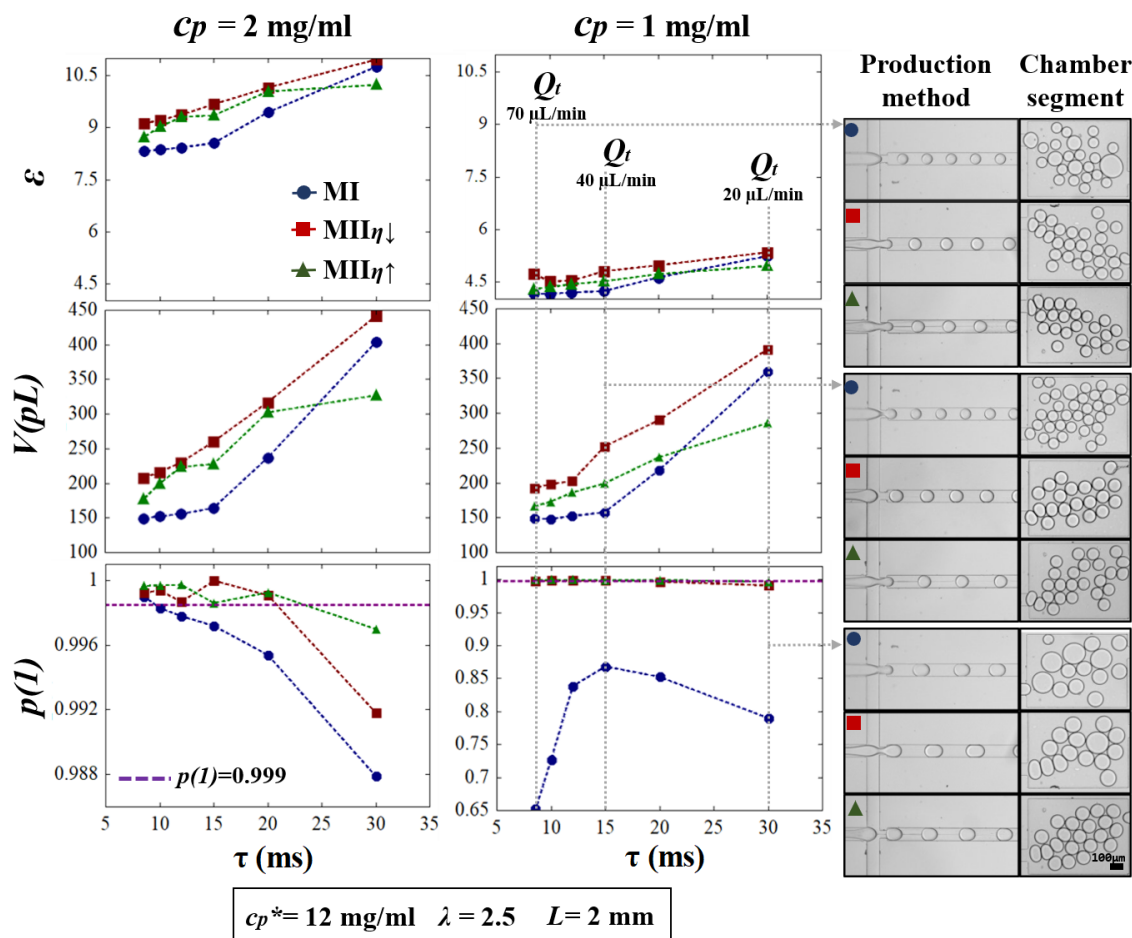 cp = 2 mg/ml
cp = 1 mg/ml
Production method
Chamber segment
ε
10.5
9
7.5
6
4.5
MI
MIIη↓
MIIη↑
10.5
9
7.5
6
4.5
Qt
70 μL/min
Qt
40 μL/min
Qt
20 μL/min
V(pL)
450
400
350
300
250
200
150
100
450
400
350
300
250
200
150
100
p(1)
1
0.996
0.992
0.988
p(1)=0.999
1
0.95
0.9
0.85
0.8
0.75
0.7
0.65
5 10 15 20 25 30 35
5 10 15 20 25 30 35
τ (ms)
τ (ms)
100μm
cp*= 12 mg/ml λ = 2.5 L= 2 mm